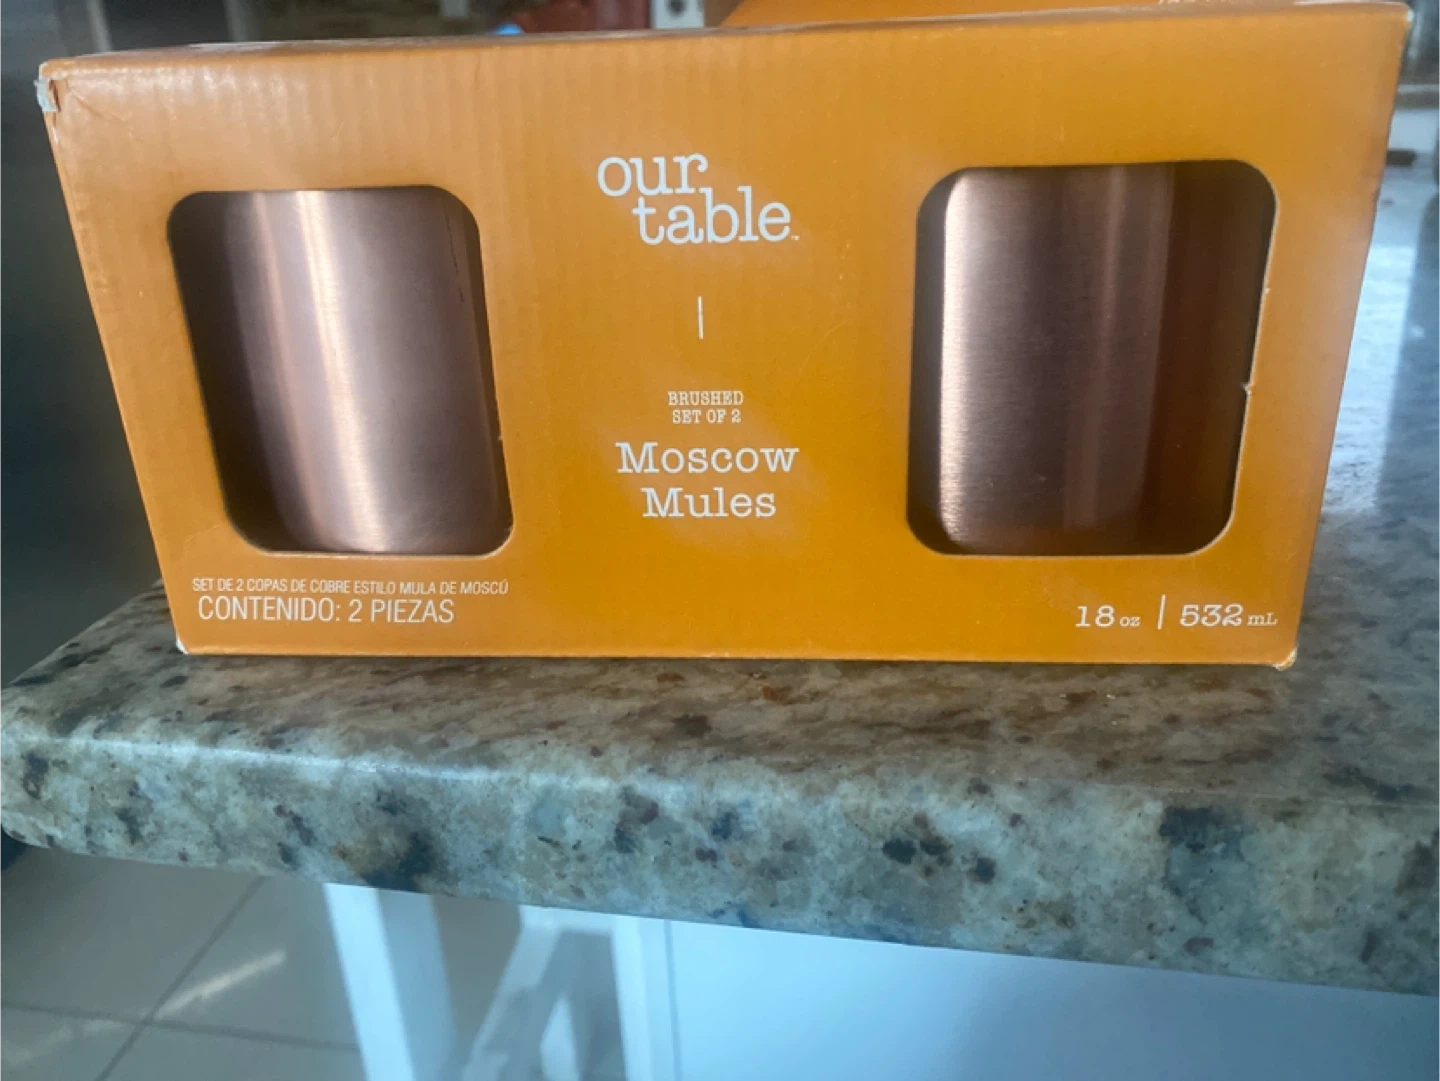 our
table™
BRUSHED
SET OF 2
Moscow
Mules
SET DE 2 COPAS DE COBRE ESTILO MULA DE MOSCÚ
CONTENIDO: 2 PIEZAS
18 oz | 532 mL